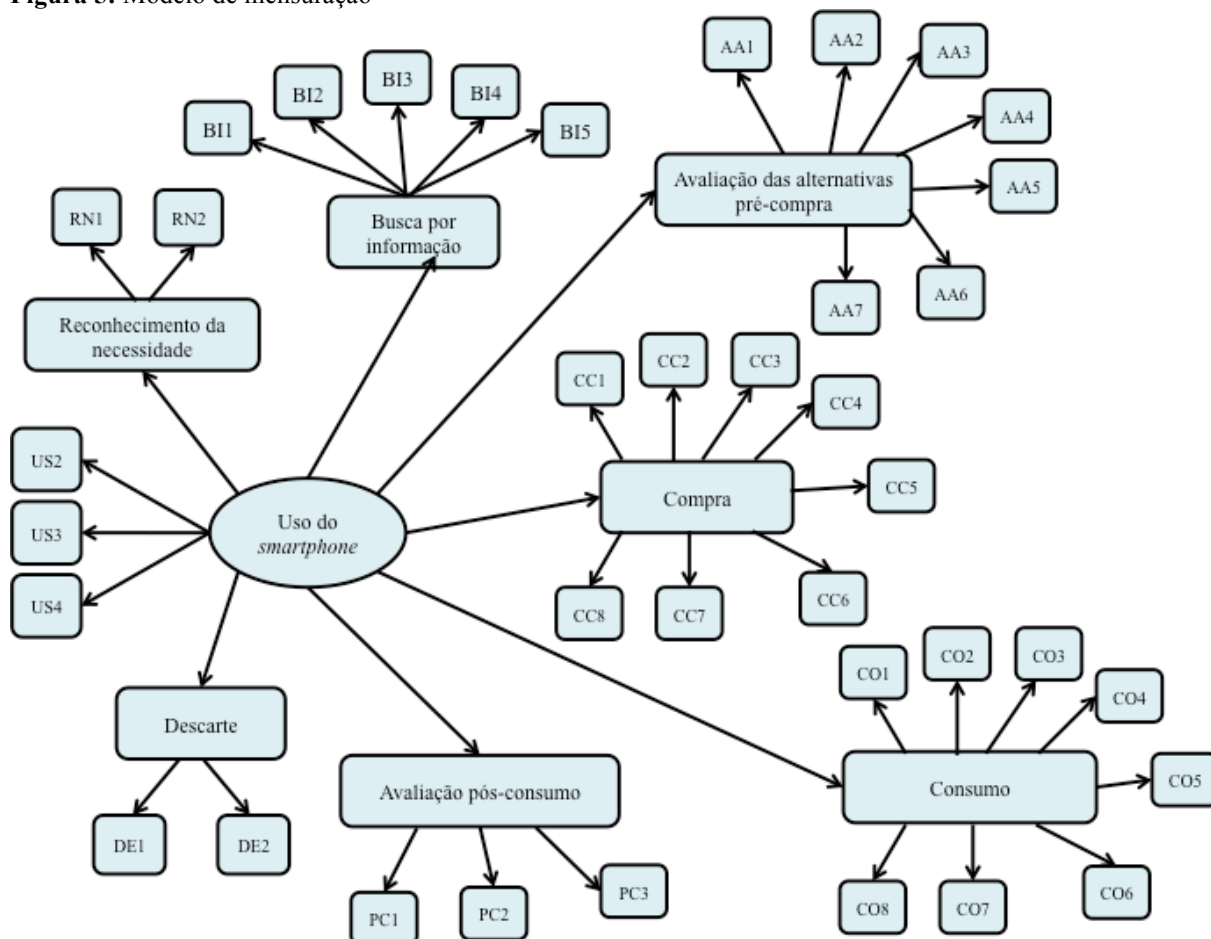 Figura 3: Modelo de mensuração
AA1
AA2
AA3
AA4
AA5
AA6
AA7
Avaliação das alternativas
pré-compra
BI1
BI2
BI3
BI4
BI5
Busca por
informação
RN1
RN2
Reconhecimento da
necessidade
CC1
CC2
CC3
CC4
CC5
CC6
CC7
CC8
Compra
US2
US3
US4
Uso do
smartphone
CO1
CO2
CO3
CO4
CO5
CO6
CO7
CO8
Consumo
Descarte
DE1
DE2
Avaliação pós-consumo
PC1
PC2
PC3